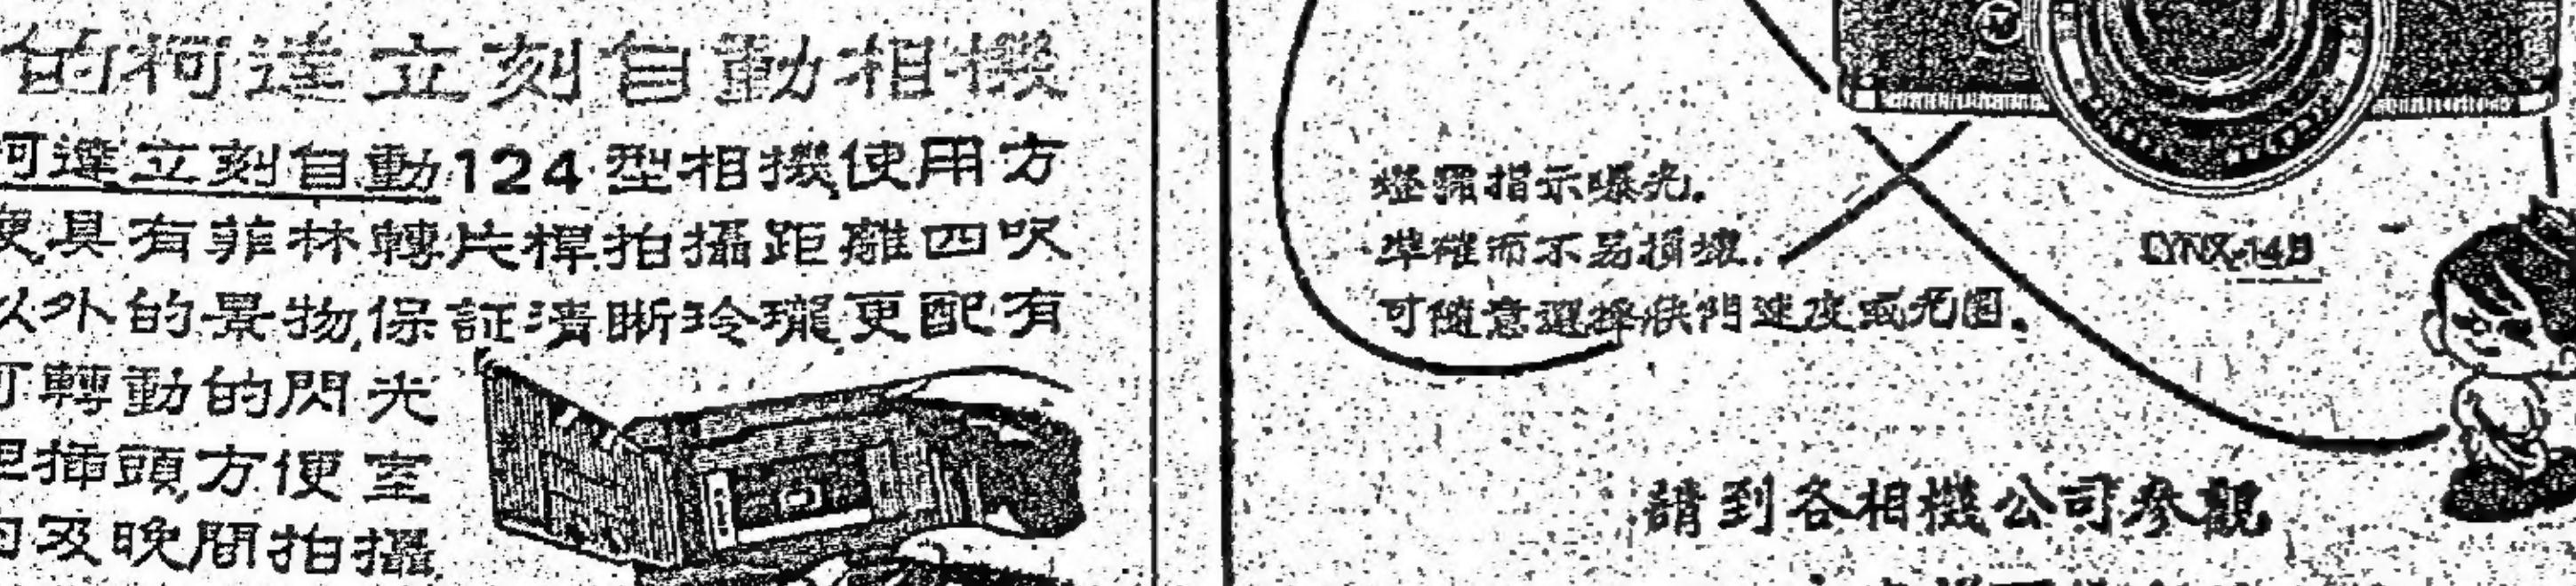 的柯達立刻自動相機
柯達立刻自動124型相機使用方
便具有菲林轉片桿拍攝距離四呎
以外的景物,保証清晰玲瓏更配有
可轉動的閃光
插頭方便室
内及晚間拍攝
燈號指示曝光.
準確而不易損壞.
可隨意選擇快門速度或光圈.
LYNX-14E
請到各相機公司參觀